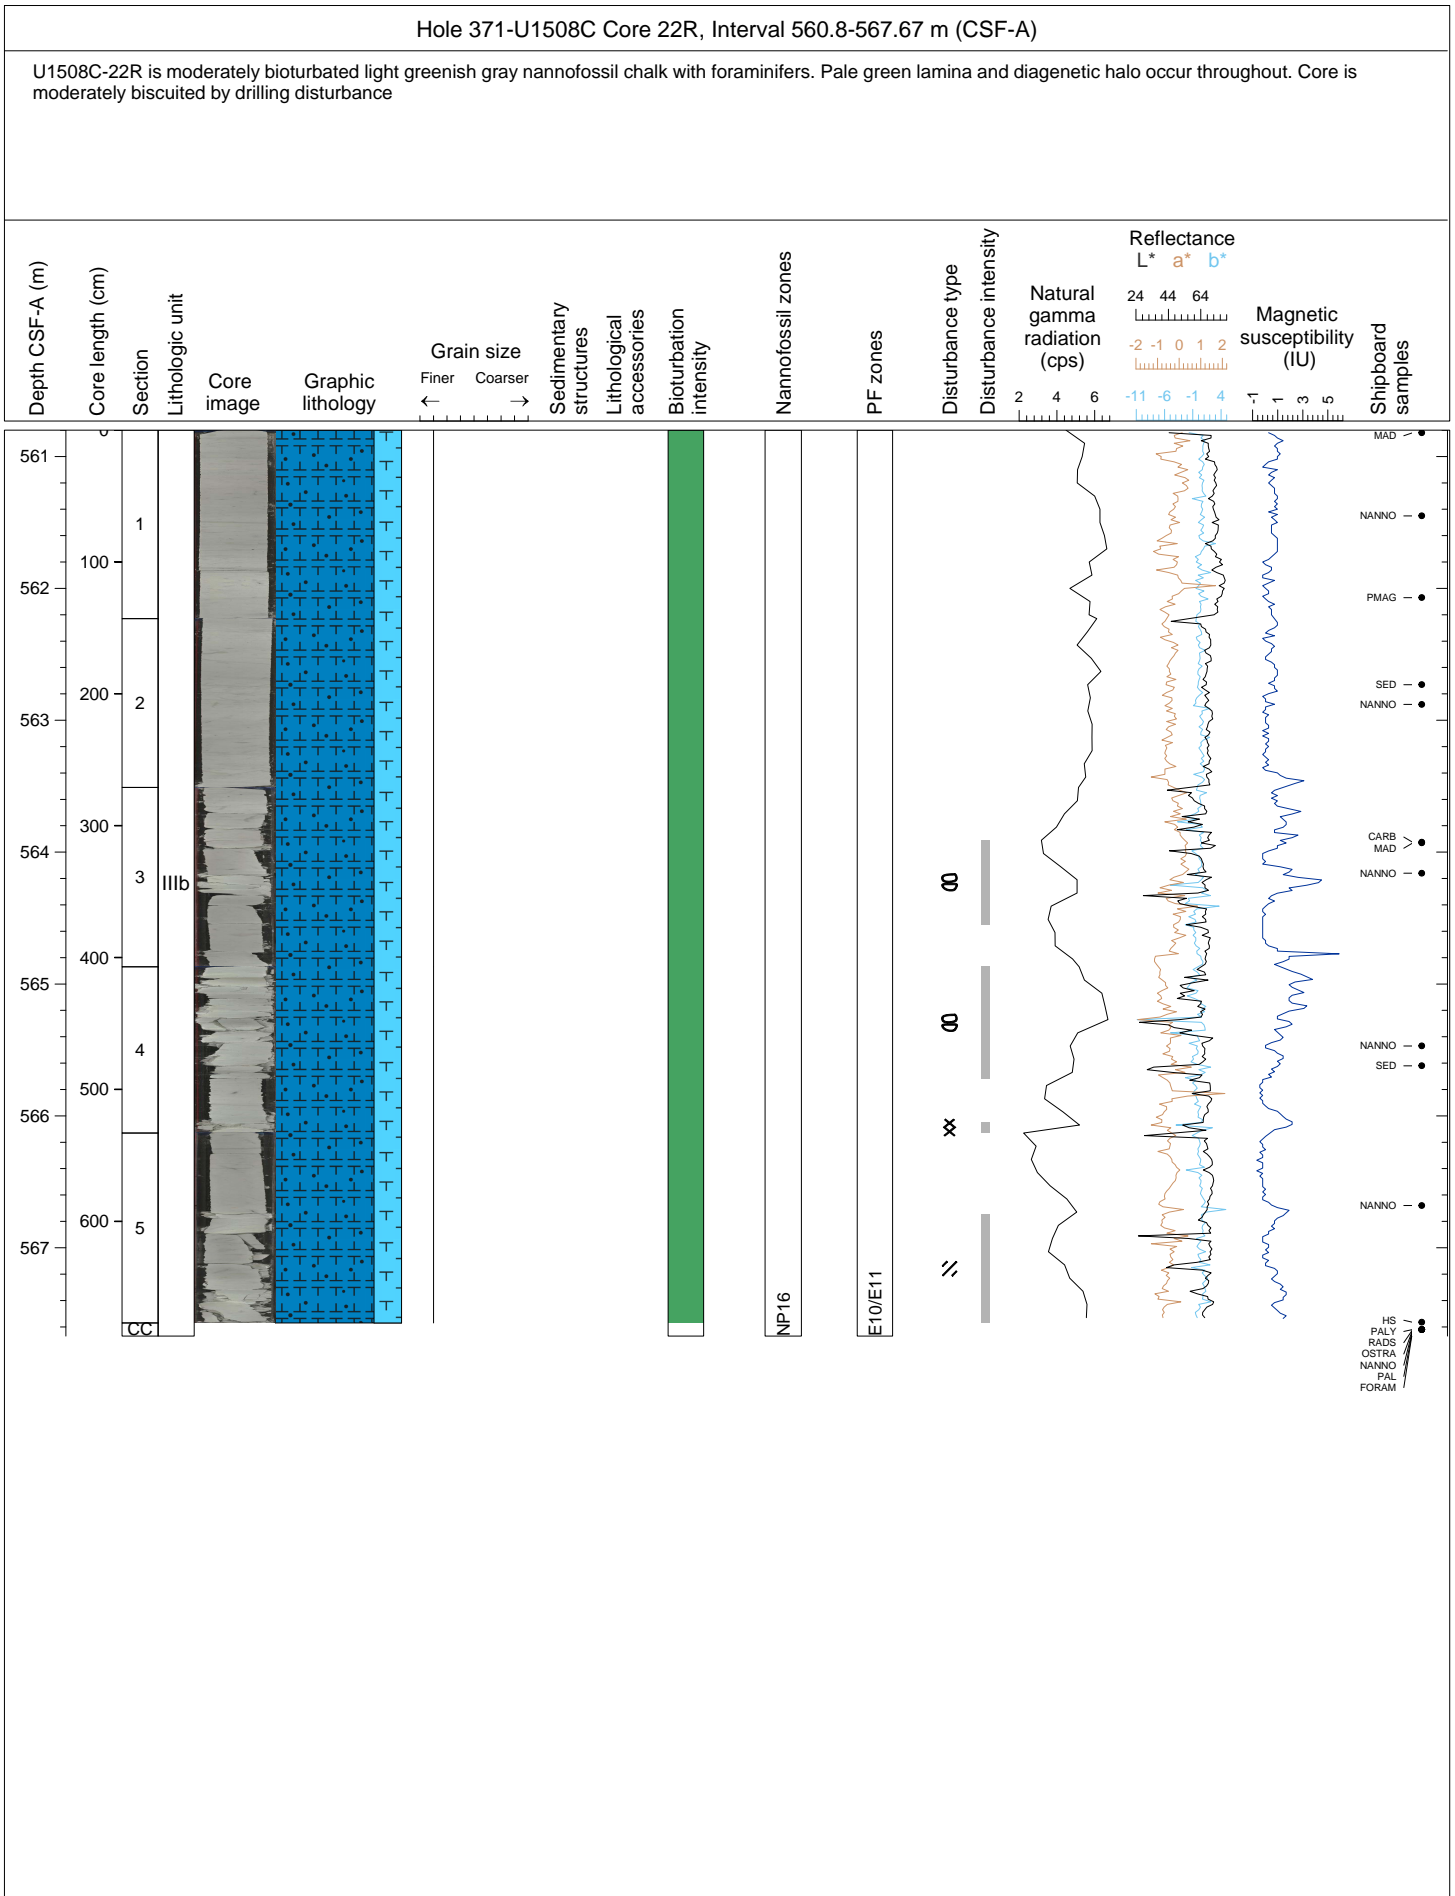 Hole 371-U1508C Core 22R, Interval 560.8-567.67 m (CSF-A)
U1508C-22R is moderately bioturbated light greenish gray nannofossil chalk with foraminifers. Pale green lamina and diagenetic halo occur throughout. Core is
moderately biscuited by drilling disturbance
Depth CSF-A (m)
Core length (cm)
Section
Lithologic unit
Core
image
Graphic
lithology
Grain size
Finer Coarser
← →
Sedimentary
structures
Lithological
accessories
Bioturbation
intensity
Nannofossil zones
PF zones
Disturbance type
Disturbance intensity
Natural
gamma
radiation
(cps)
2 4 6
Reflectance
L* a* b*
24 44 64
-2 -1 0 1 2
-11 -6 -1 4
Magnetic
susceptibility
(IU)
-1 1 3 5
Shipboard
samples
561
562
563
564
565
566
567
0
100
200
300
400
500
600
1
2
3
4
5
CC
IIIb
NP16
E10/E11
MAD
NANNO
PMAG
SED
NANNO
CARB
MAD
NANNO
NANNO
SED
NANNO
HS
PALY
RADS
OSTRA
NANNO
PAL
FORAM